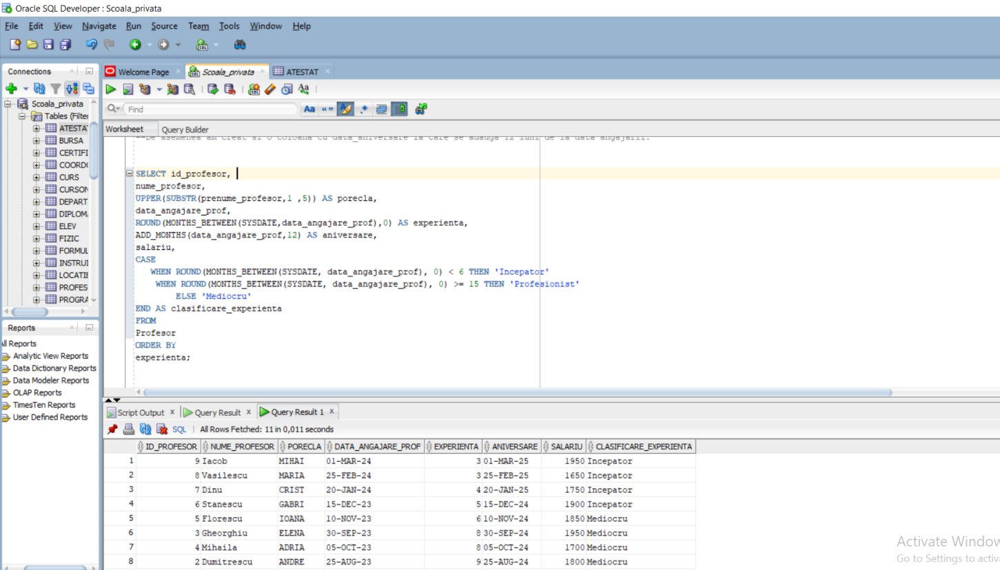 Oracle SQL Developer : Scoala_privata
File Edit View Navigate Run Source Team Tools Window Help
Connections
Welcome Page
Scoala_privata
ATESTAT
Scoala_privata
Tables (Filter
ATESTA
BURSA
CERTIFI
COORD
CURS
CURSON
DEPART
DIPLOM
ELEV
FIZIC
FORMUL
INSTRUI
LOCATIE
PROFES
PROGRA
Find
Worksheet Query Builder
--De asemenea am creat si o coloana cu data_aniversare la care se adauga 12 luni de la data angajarii.
SELECT id_profesor,
nume_profesor,
UPPER(SUBSTR(prenume_profesor,1 ,5)) AS porecla,
data_angajare_prof,
ROUND(MONTHS_BETWEEN(SYSDATE,data_angajare_prof),0) AS experienta,
ADD_MONTHS(data_angajare_prof,12) AS aniversare,
salariu,
CASE
WHEN ROUND(MONTHS_BETWEEN(SYSDATE, data_angajare_prof), 0) < 6 THEN 'Incepator'
WHEN ROUND(MONTHS_BETWEEN(SYSDATE, data_angajare_prof), 0) >= 15 THEN 'Profesionist'
ELSE 'Mediocru'
END AS clasificare_experienta
FROM
Profesor
ORDER BY
experienta;
Reports
All Reports
Analytic View Reports
Data Dictionary Reports
Data Modeler Reports
OLAP Reports
TimesTen Reports
User Defined Reports
Script Output Query Result Query Result 1
SQL All Rows Fetched: 11 in 0,011 seconds
ID_PROFESOR NUME_PROFESOR PORECLA DATA_ANGAJARE_PROF EXPERIENTA ANIVERSARE SALARIU CLASIFICARE_EXPERIENTA
1 9 Iacob MIHAI 01-MAR-24 3 01-MAR-25 1950 Incepator
2 8 Vasilescu MARIA 25-FEB-24 3 25-FEB-25 1650 Incepator
3 7 Dinu CRIST 20-JAN-24 4 20-JAN-25 1750 Incepator
4 6 Stanescu GABRI 15-DEC-23 5 15-DEC-24 1900 Incepator
5 5 Florescu IOANA 10-NOV-23 6 10-NOV-24 1850 Mediocru
6 3 Gheorghiu ELENA 30-SEP-23 8 30-SEP-24 1950 Mediocru
7 4 Mihaila ADRIA 05-OCT-23 8 05-OCT-24 1700 Mediocru
8 2 Dumitrescu ANDRE 25-AUG-23 9 25-AUG-24 1800 Mediocru
Activate Window
Go to Settings to activ